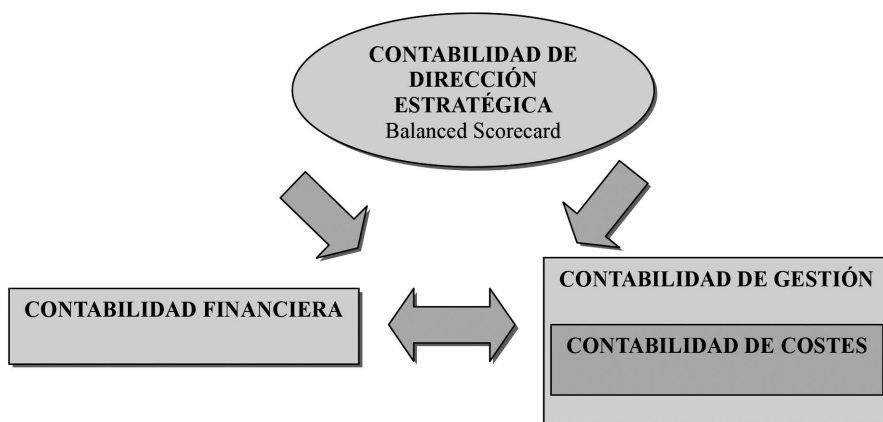 CONTABILIDAD DE
DIRECCIÓN
ESTRATÉGICA
Balanced Scorecard
CONTABILIDAD FINANCIERA
CONTABILIDAD DE GESTIÓN
CONTABILIDAD DE COSTES